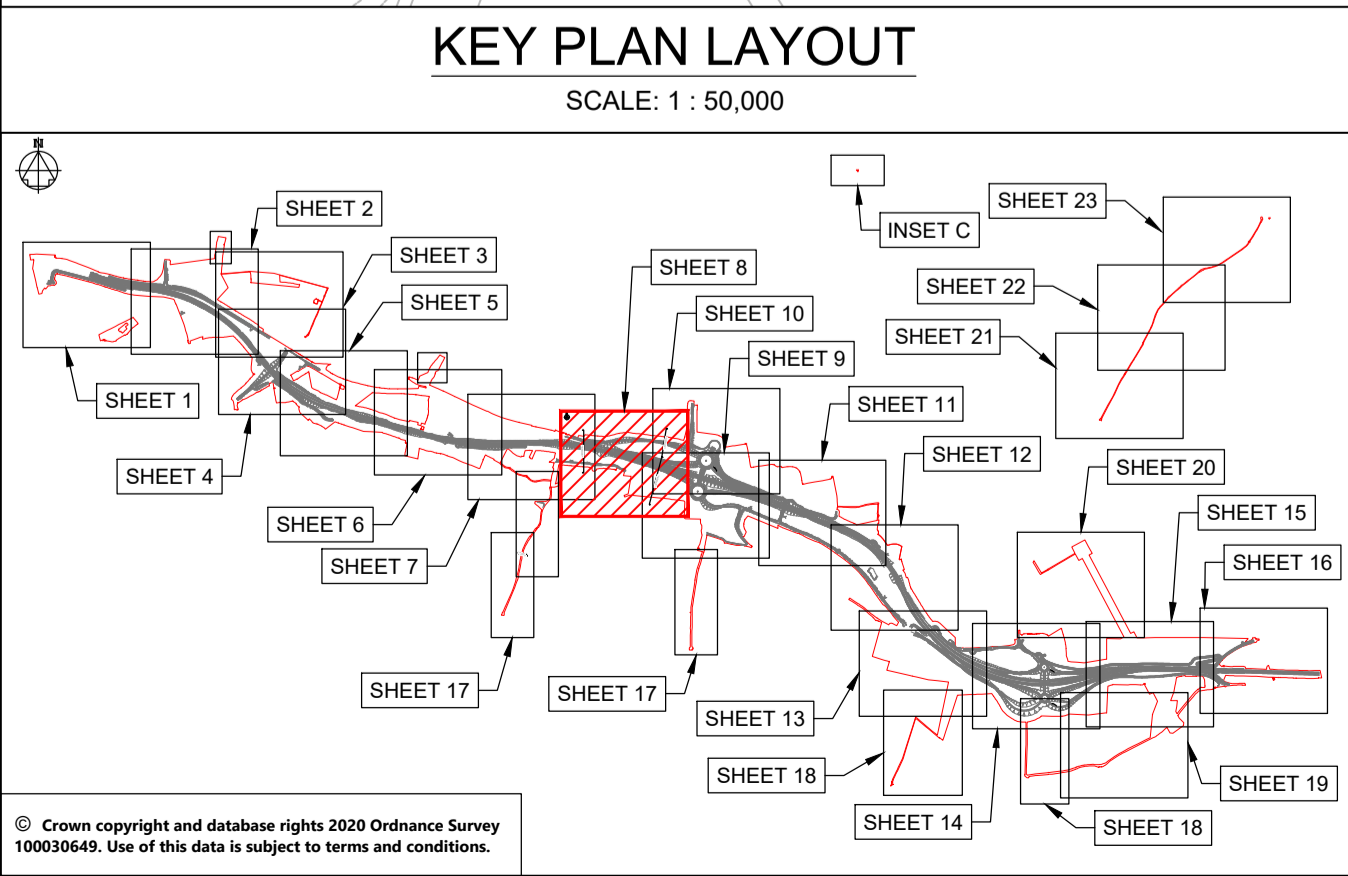 KEY PLAN LAYOUT
SCALE: 1 : 50,000
N
SHEET 2
SHEET 3
SHEET 5
SHEET 1
SHEET 4
SHEET 6
SHEET 7
SHEET 17
SHEET 8
SHEET 10
SHEET 9
SHEET 11
SHEET 12
SHEET 17
INSET C
SHEET 23
SHEET 22
SHEET 21
SHEET 20
SHEET 15
SHEET 16
SHEET 13
SHEET 18
SHEET 14
SHEET 18
SHEET 19
© Crown copyright and database rights 2020 Ordnance Survey
100030649. Use of this data is subject to terms and conditions.